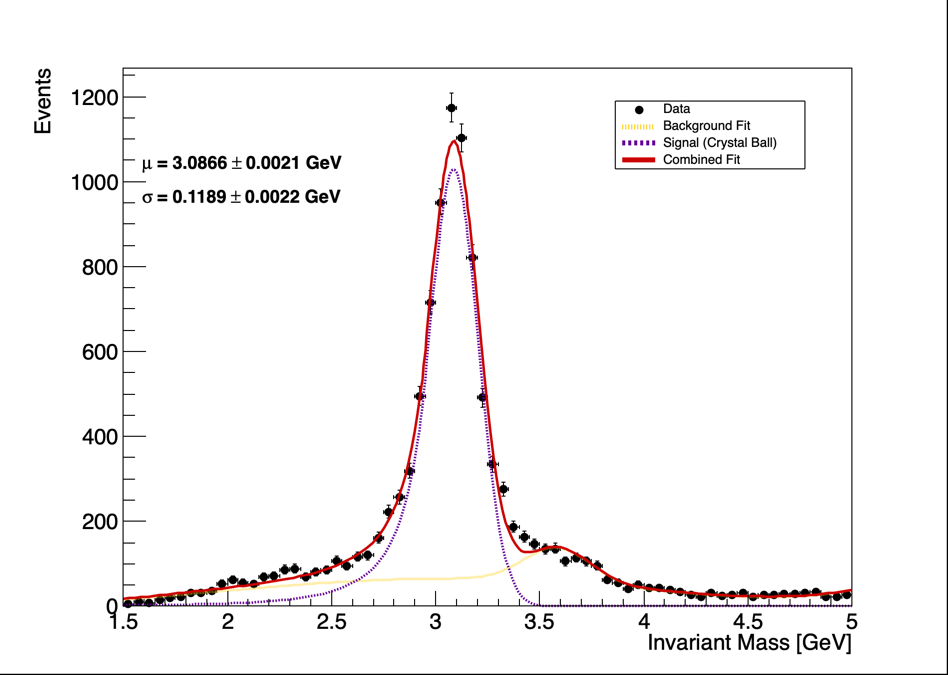 Events
1200
1000
800
600
400
200
0
μ = 3.0866 ± 0.0021 GeV
σ = 0.1189 ± 0.0022 GeV
Data
Background Fit
Signal (Crystal Ball)
Combined Fit
1.5 2 2.5 3 3.5 4 4.5 5
Invariant Mass [GeV]